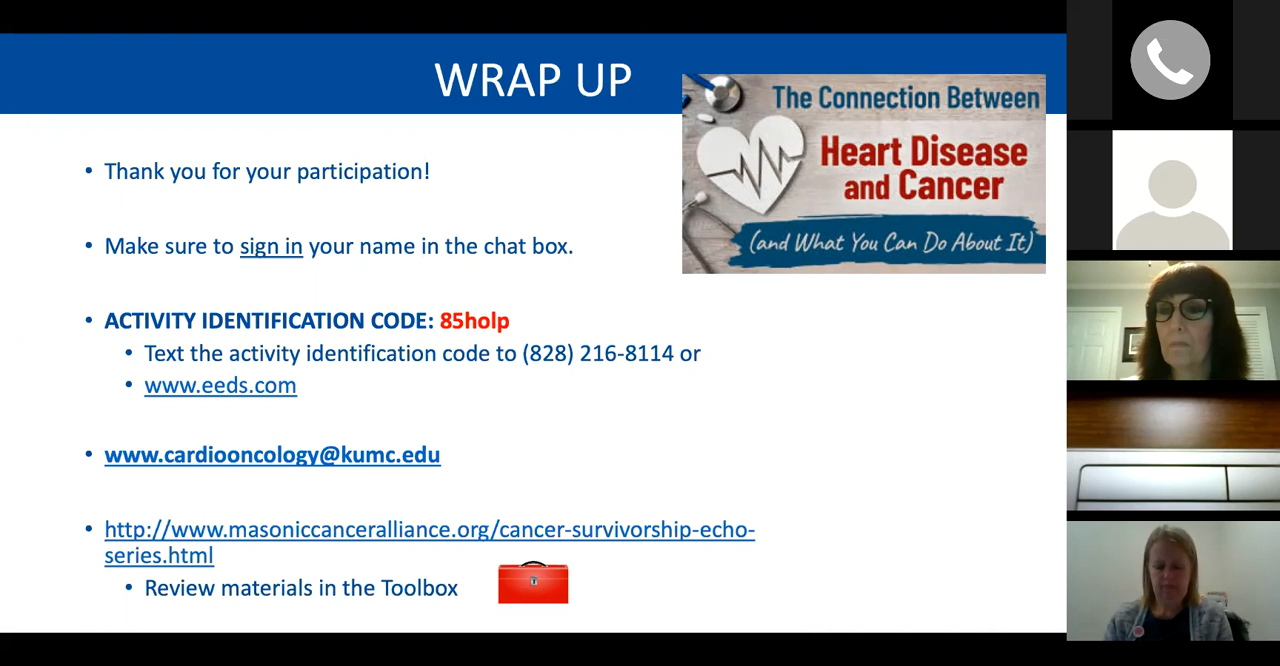 WRAP UP
The Connection Between
Heart Disease
and Cancer
(and What You Can Do About It)
• Thank you for your participation!
• Make sure to sign in your name in the chat box.
• ACTIVITY IDENTIFICATION CODE: 85holp
• Text the activity identification code to (828) 216-8114 or
• www.eeds.com
• www.cardiooncology@kumc.edu
• http://www.masoniccanceralliance.org/cancer-survivorship-echo-
series.html
• Review materials in the Toolbox